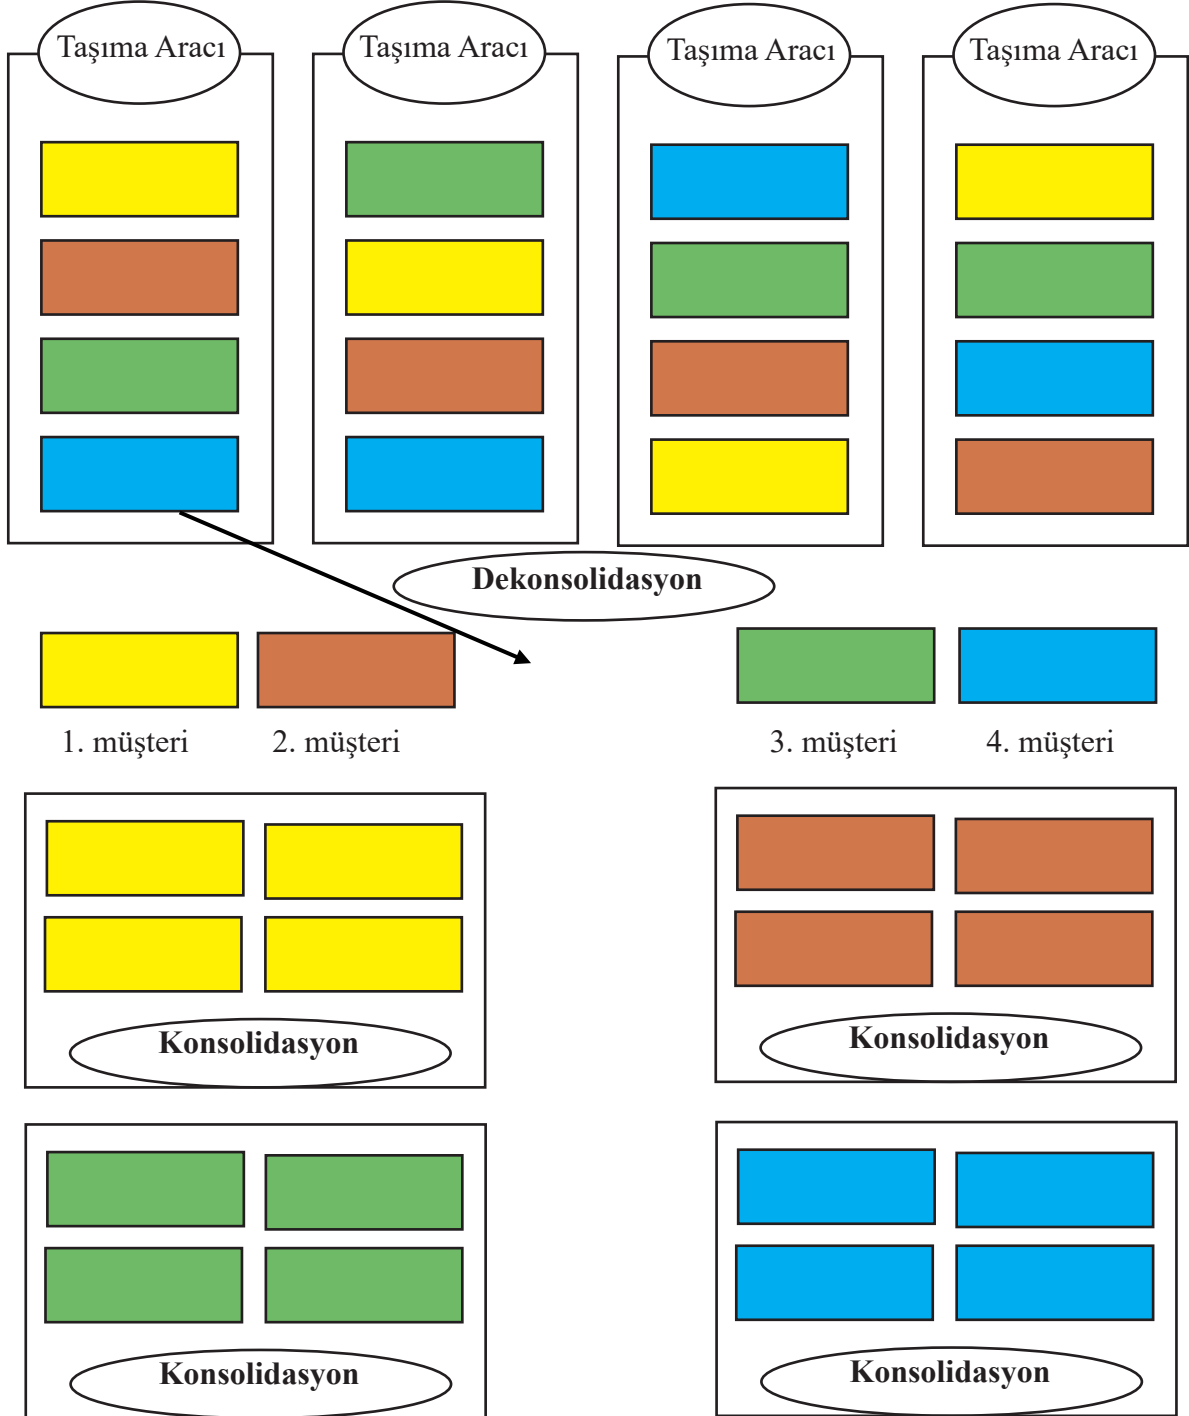 Taşıma Aracı
Taşıma Aracı
Taşıma Aracı
Taşıma Aracı
Dekonsolidasyon
1. müşteri
2. müşteri
3. müşteri
4. müşteri
Konsolidasyon
Konsolidasyon
Konsolidasyon
Konsolidasyon